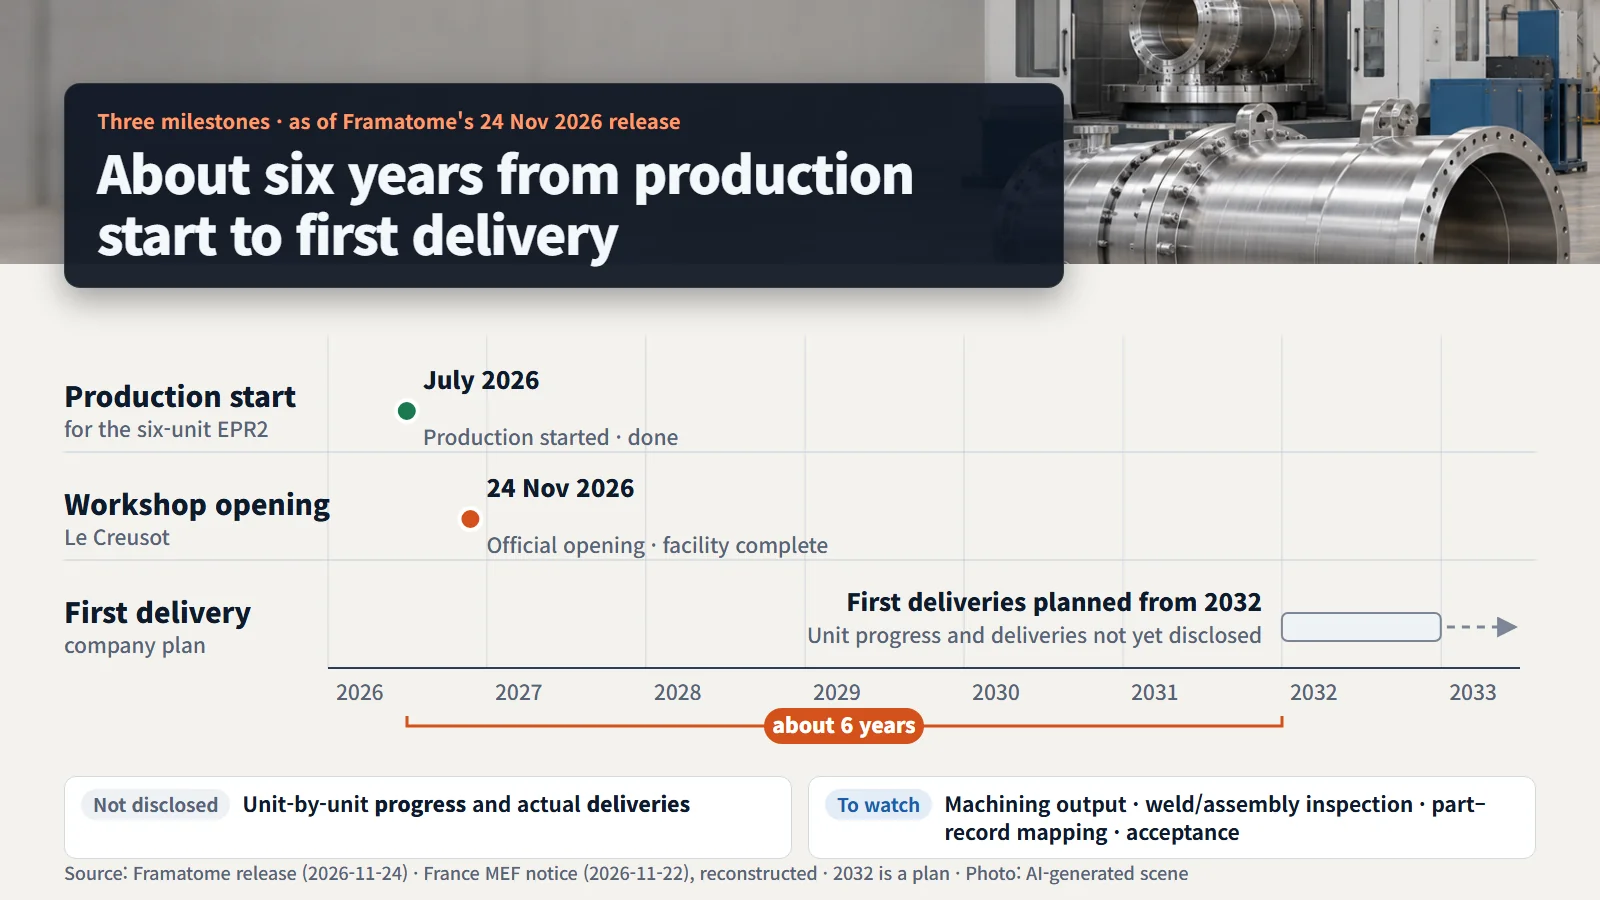 Three milestones · as of Framatome's 24 Nov 2026 release
About six years from production
start to first delivery
Production start
for the six-unit EPR2
July 2026
Production started · done
Workshop opening
Le Creusot
24 Nov 2026
Official opening · facility complete
First delivery
company plan
First deliveries planned from 2032
Unit progress and deliveries not yet disclosed
2026 2027 2028 2029 2030 2031 2032 2033
about 6 years
Not disclosed Unit-by-unit progress and actual deliveries
To watch Machining output · weld/assembly inspection · part–
record mapping · acceptance
Source: Framatome release (2026-11-24) · France MEF notice (2026-11-22), reconstructed · 2032 is a plan · Photo: AI-generated scene